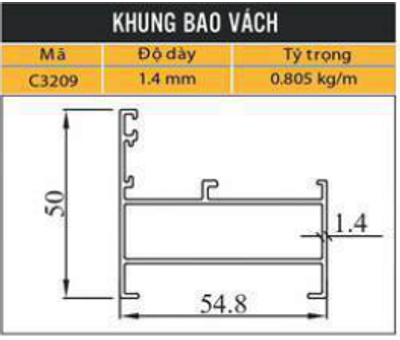 KHUNG BAO VÁCH
Mã Độ dày Tỷ trọng
C3209 1.4 mm 0.805 kg/m
50
1.4
54.8